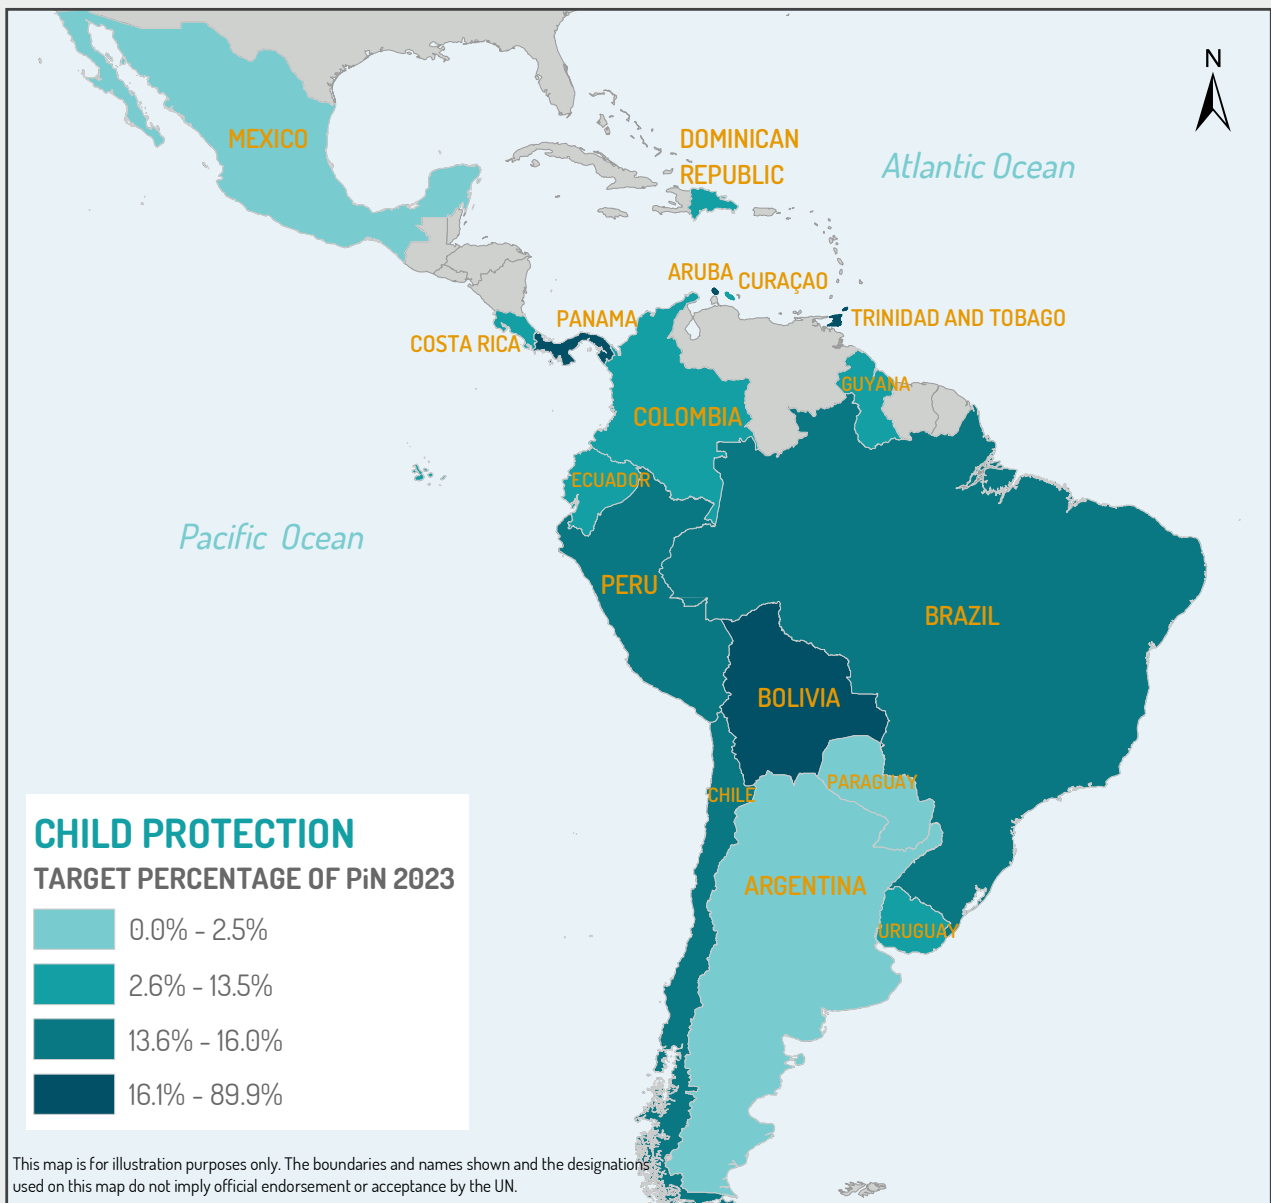 N
MEXICO
DOMINICAN
REPUBLIC
Atlantic Ocean
ARUBA
CURAÇAO
PANAMA
TRINIDAD AND TOBAGO
COSTA RICA
GUYANA
COLOMBIA
ECUADOR
Pacific Ocean
PERU
BRAZIL
BOLIVIA
PARAGUAY
CHILE
ARGENTINA
URUGUAY
CHILD PROTECTION
TARGET PERCENTAGE OF PiN 2023
0.0% - 2.5%
2.6% - 13.5%
13.6% - 16.0%
16.1% - 89.9%
This map is for illustration purposes only. The boundaries and names shown and the designations
used on this map do not imply official endorsement or acceptance by the UN.